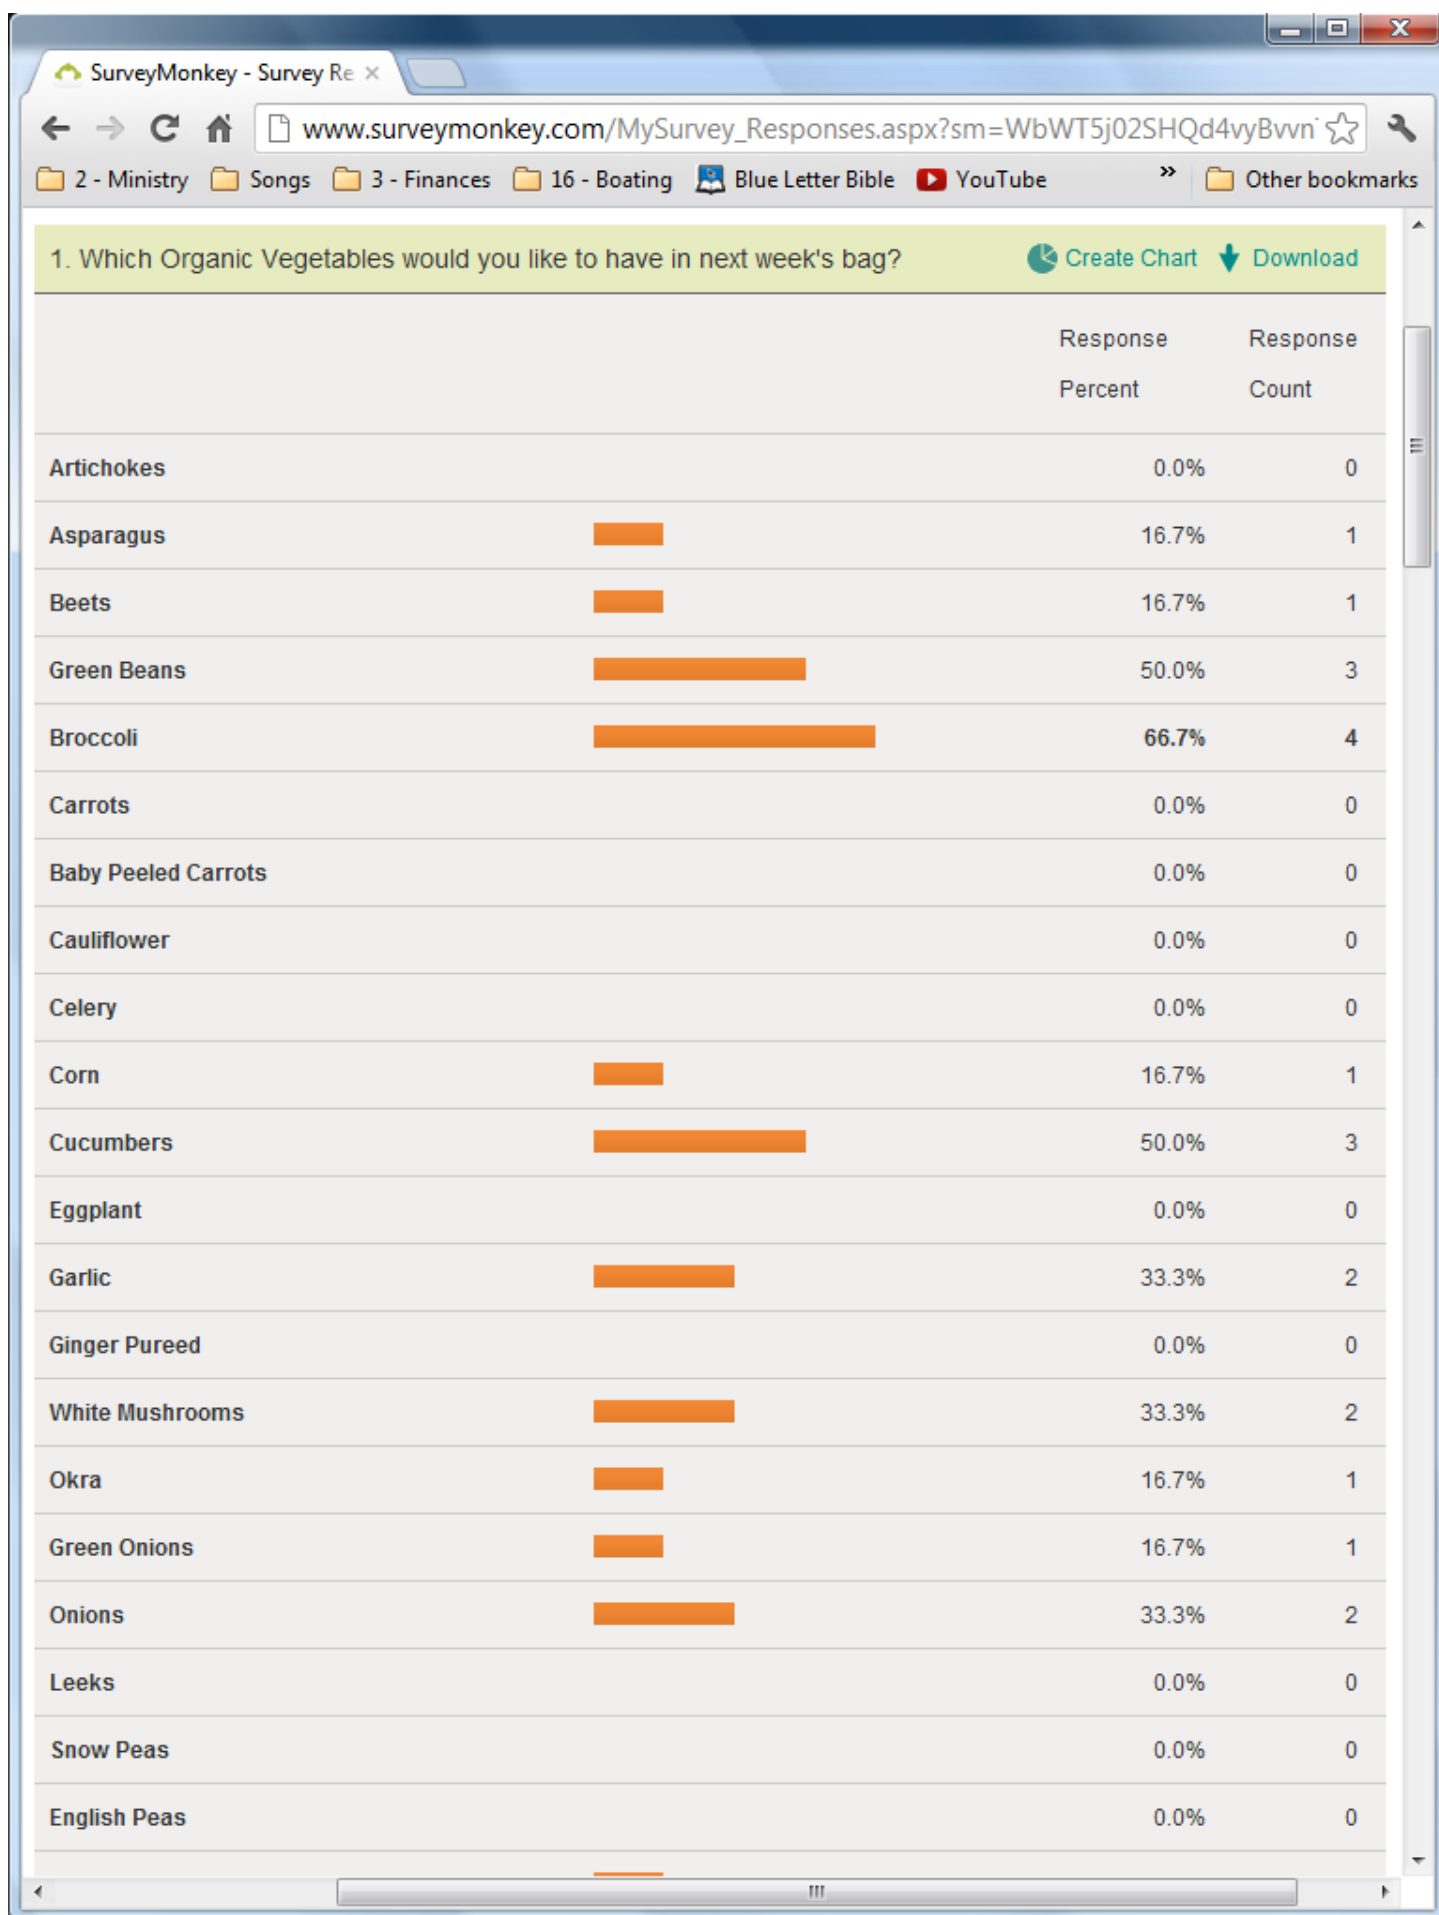 SurveyMonkey - Survey Re
www.surveymonkey.com/MySurvey_Responses.aspx?sm=WbWT5j02SHQd4vyBvvn
2 - Ministry Songs 3 - Finances 16 - Boating Blue Letter Bible YouTube » Other bookmarks
1. Which Organic Vegetables would you like to have in next week's bag? Create Chart Download
Response Response
Percent Count
Artichokes 0.0% 0
Asparagus 16.7% 1
Beets 16.7% 1
Green Beans 50.0% 3
Broccoli 66.7% 4
Carrots 0.0% 0
Baby Peeled Carrots 0.0% 0
Cauliflower 0.0% 0
Celery 0.0% 0
Corn 16.7% 1
Cucumbers 50.0% 3
Eggplant 0.0% 0
Garlic 33.3% 2
Ginger Pureed 0.0% 0
White Mushrooms 33.3% 2
Okra 16.7% 1
Green Onions 16.7% 1
Onions 33.3% 2
Leeks 0.0% 0
Snow Peas 0.0% 0
English Peas 0.0% 0